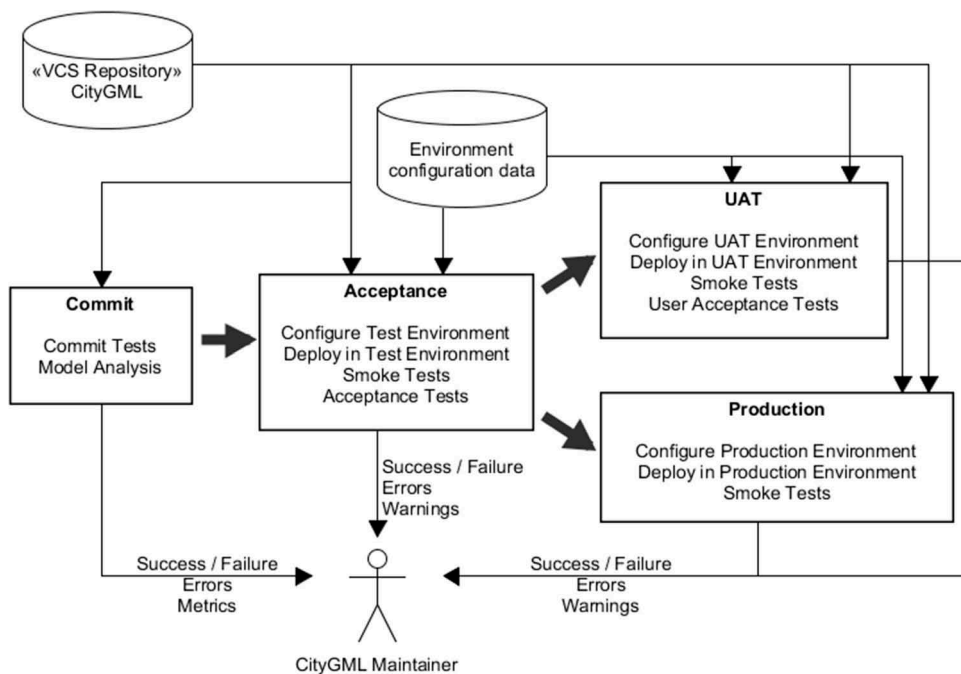 «VCS Repository»
CityGML
Environment
configuration data
UAT
Configure UAT Environment
Deploy in UAT Environment
Smoke Tests
User Acceptance Tests
Commit
Commit Tests
Model Analysis
Acceptance
Configure Test Environment
Deploy in Test Environment
Smoke Tests
Acceptance Tests
Production
Configure Production Environment
Deploy in Production Environment
Smoke Tests
Success / Failure
Errors
Warnings
Success / Failure
Errors
Metrics
Success / Failure
Errors
Warnings
CityGML Maintainer